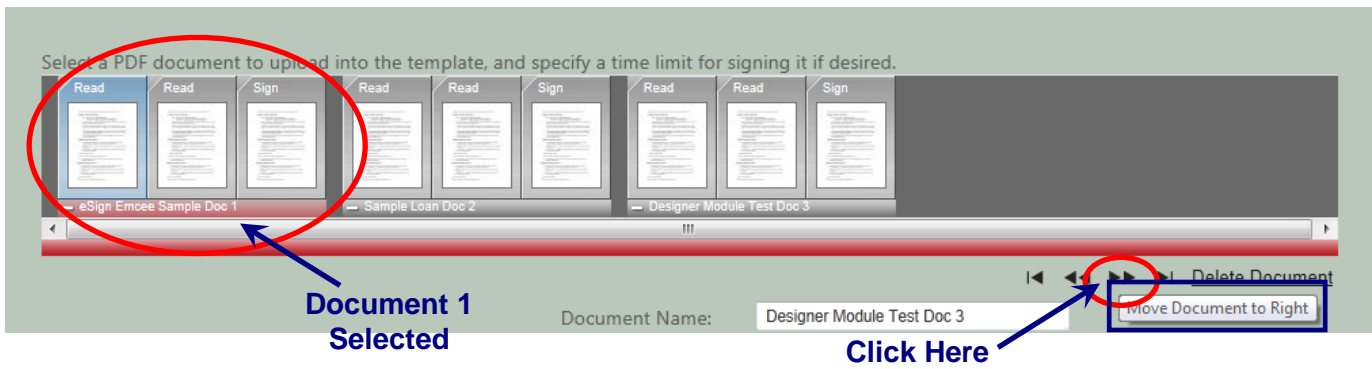 Select a PDF document to upload into the template, and specify a time limit for signing it if desired.
Read Read Sign Read Read Sign Read Read Sign
eSign Emcee Sample Doc 1 Sample Loan Doc 2 Designer Module Test Doc 3
Delete Document
Document 1
Selected
Document Name: Designer Module Test Doc 3
Move Document to Right
Click Here